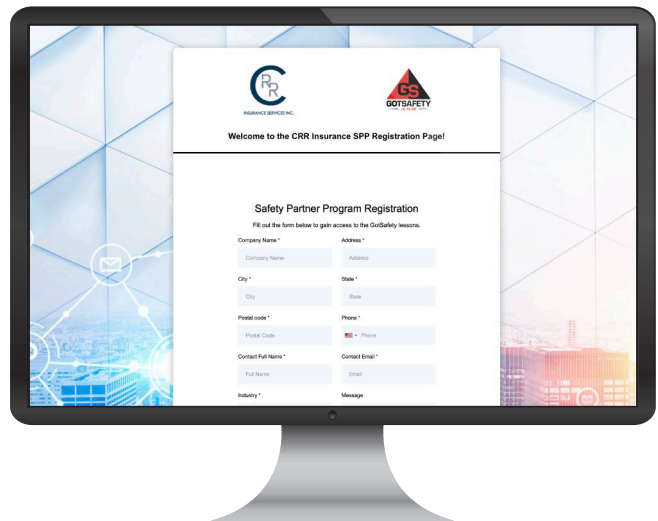 C
R
R
INSURANCE SERVICES INC.
GS
GOTSAFETY
.COM
Welcome to the CRR Insurance SPP Registration Page!
Safety Partner Program Registration
Fill out the form below to gain access to the GotSafety lessons.
Company Name * Address *
Company Name Address
City * State *
City State
Postal code * Phone *
Postal Code Phone
Contact Full Name * Contact Email *
Full Name Email
Industry * Message